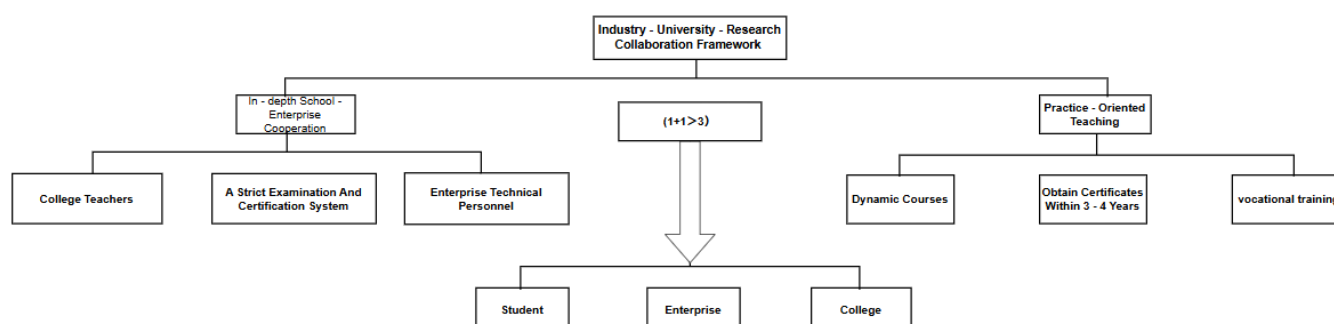 Industry - University - Research
Collaboration Framework
In - depth School -
Enterprise
Cooperation
(1+1＞3)
Practice - Oriented
Teaching
College Teachers
A Strict Examination And
Certification System
Enterprise Technical
Personnel
Dynamic Courses
Obtain Certificates
Within 3 - 4 Years
vocational training
Student
Enterprise
College